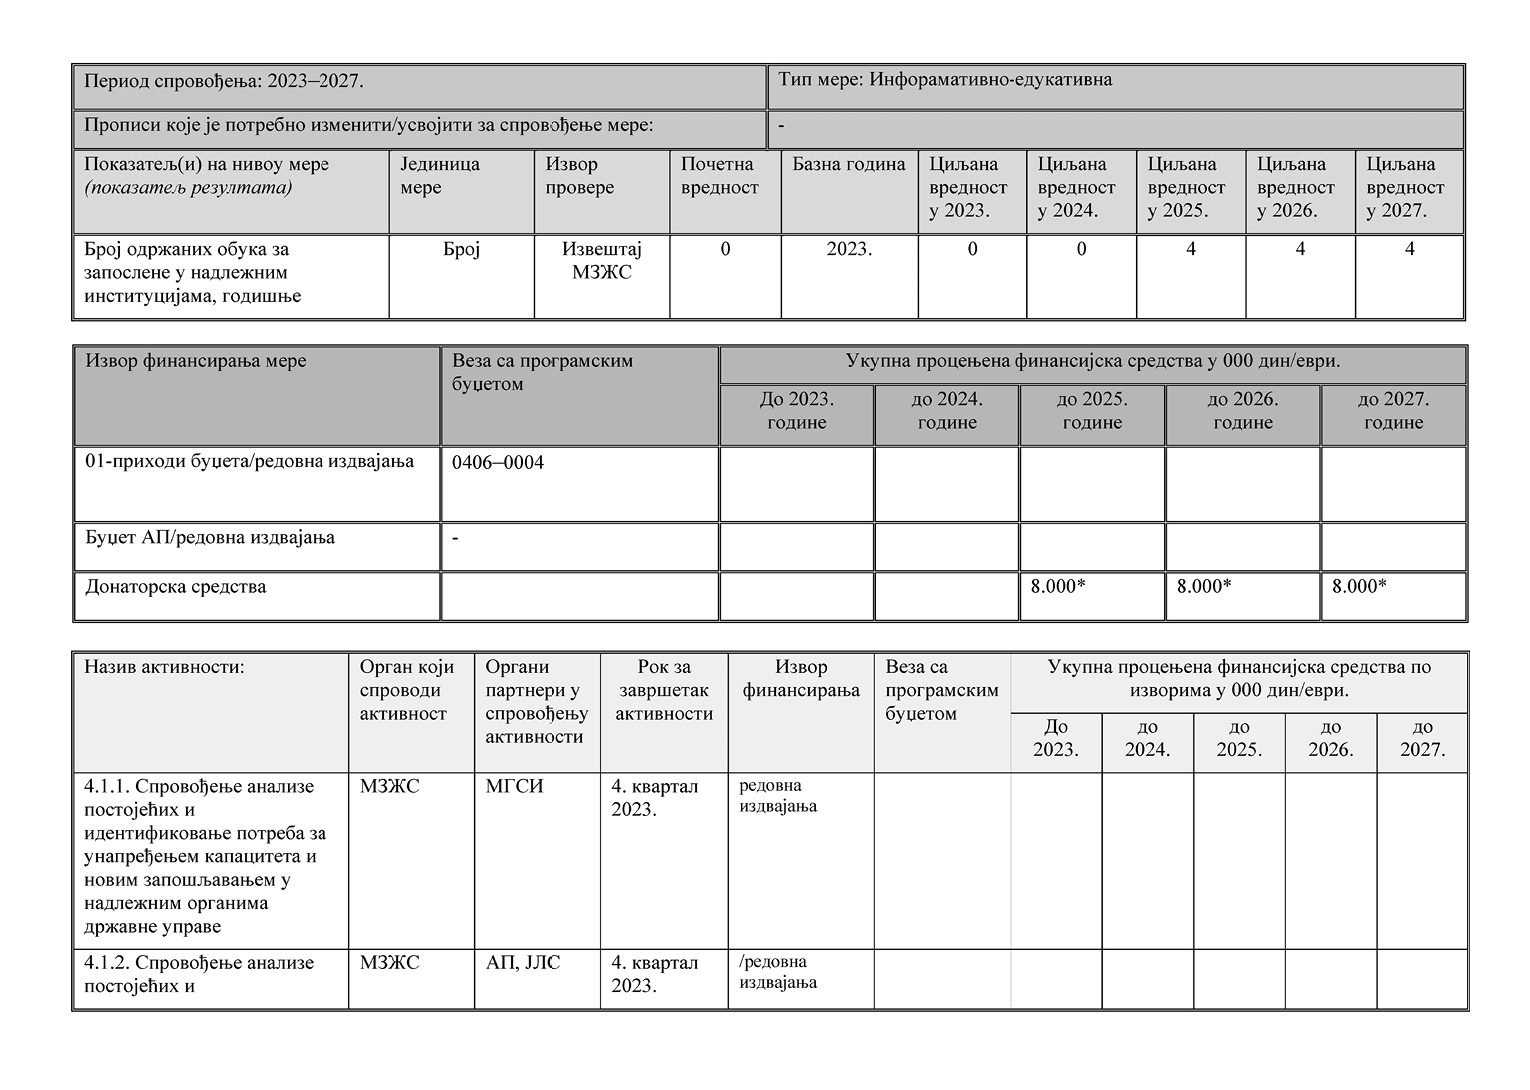 Период спровођења: 2023–2027.
Тип мере: Инфорамативно-едукативна
Прописи које је потребно изменити/усвојити за спровођење мере:
-
Показатељ(и) на нивоу мере
(показатељ резултата)
Јединица
мере
Извор
провере
Почетна
вредност
Базна година
Циљана
вредност
у 2023.
Циљана
вредност
у 2024.
Циљана
вредност
у 2025.
Циљана
вредност
у 2026.
Циљана
вредност
у 2027.
Број одржаних обука за
запослене у надлежним
институцијама, годишње
Број
Извештај
МЗЖС
0
2023.
0
0
4
4
4
Извор финансирања мере
Веза са програмским
буџетом
Укупна процењена финансијска средства у 000 дин/еври.
До 2023.
године
до 2024.
године
до 2025.
године
до 2026.
године
до 2027.
године
01-приходи буџета/редовна издвајања
0406–0004
Буџет АП/редовна издвајања
-
Донаторска средства
8.000*
8.000*
8.000*
Назив активности:
Орган који
спроводи
активност
Органи
партнери у
спровођењу
активности
Рок за
завршетак
активности
Извор
финансирања
Веза са
програмским
буџетом
Укупна процењена финансијска средства по
изворима у 000 дин/еври.
До
2023.
до
2024.
до
2025.
до
2026.
до
2027.
4.1.1. Спровођење анализе
постојећих и
идентификовање потреба за
унапређењем капацитета и
новим запошљавањем у
надлежним органима
државне управе
МЗЖС
МГСИ
4. квартал
2023.
редовна
издвајања
4.1.2. Спровођење анализе
постојећих и
МЗЖС
АП, ЈЛС
4. квартал
2023.
/редовна
издвајања